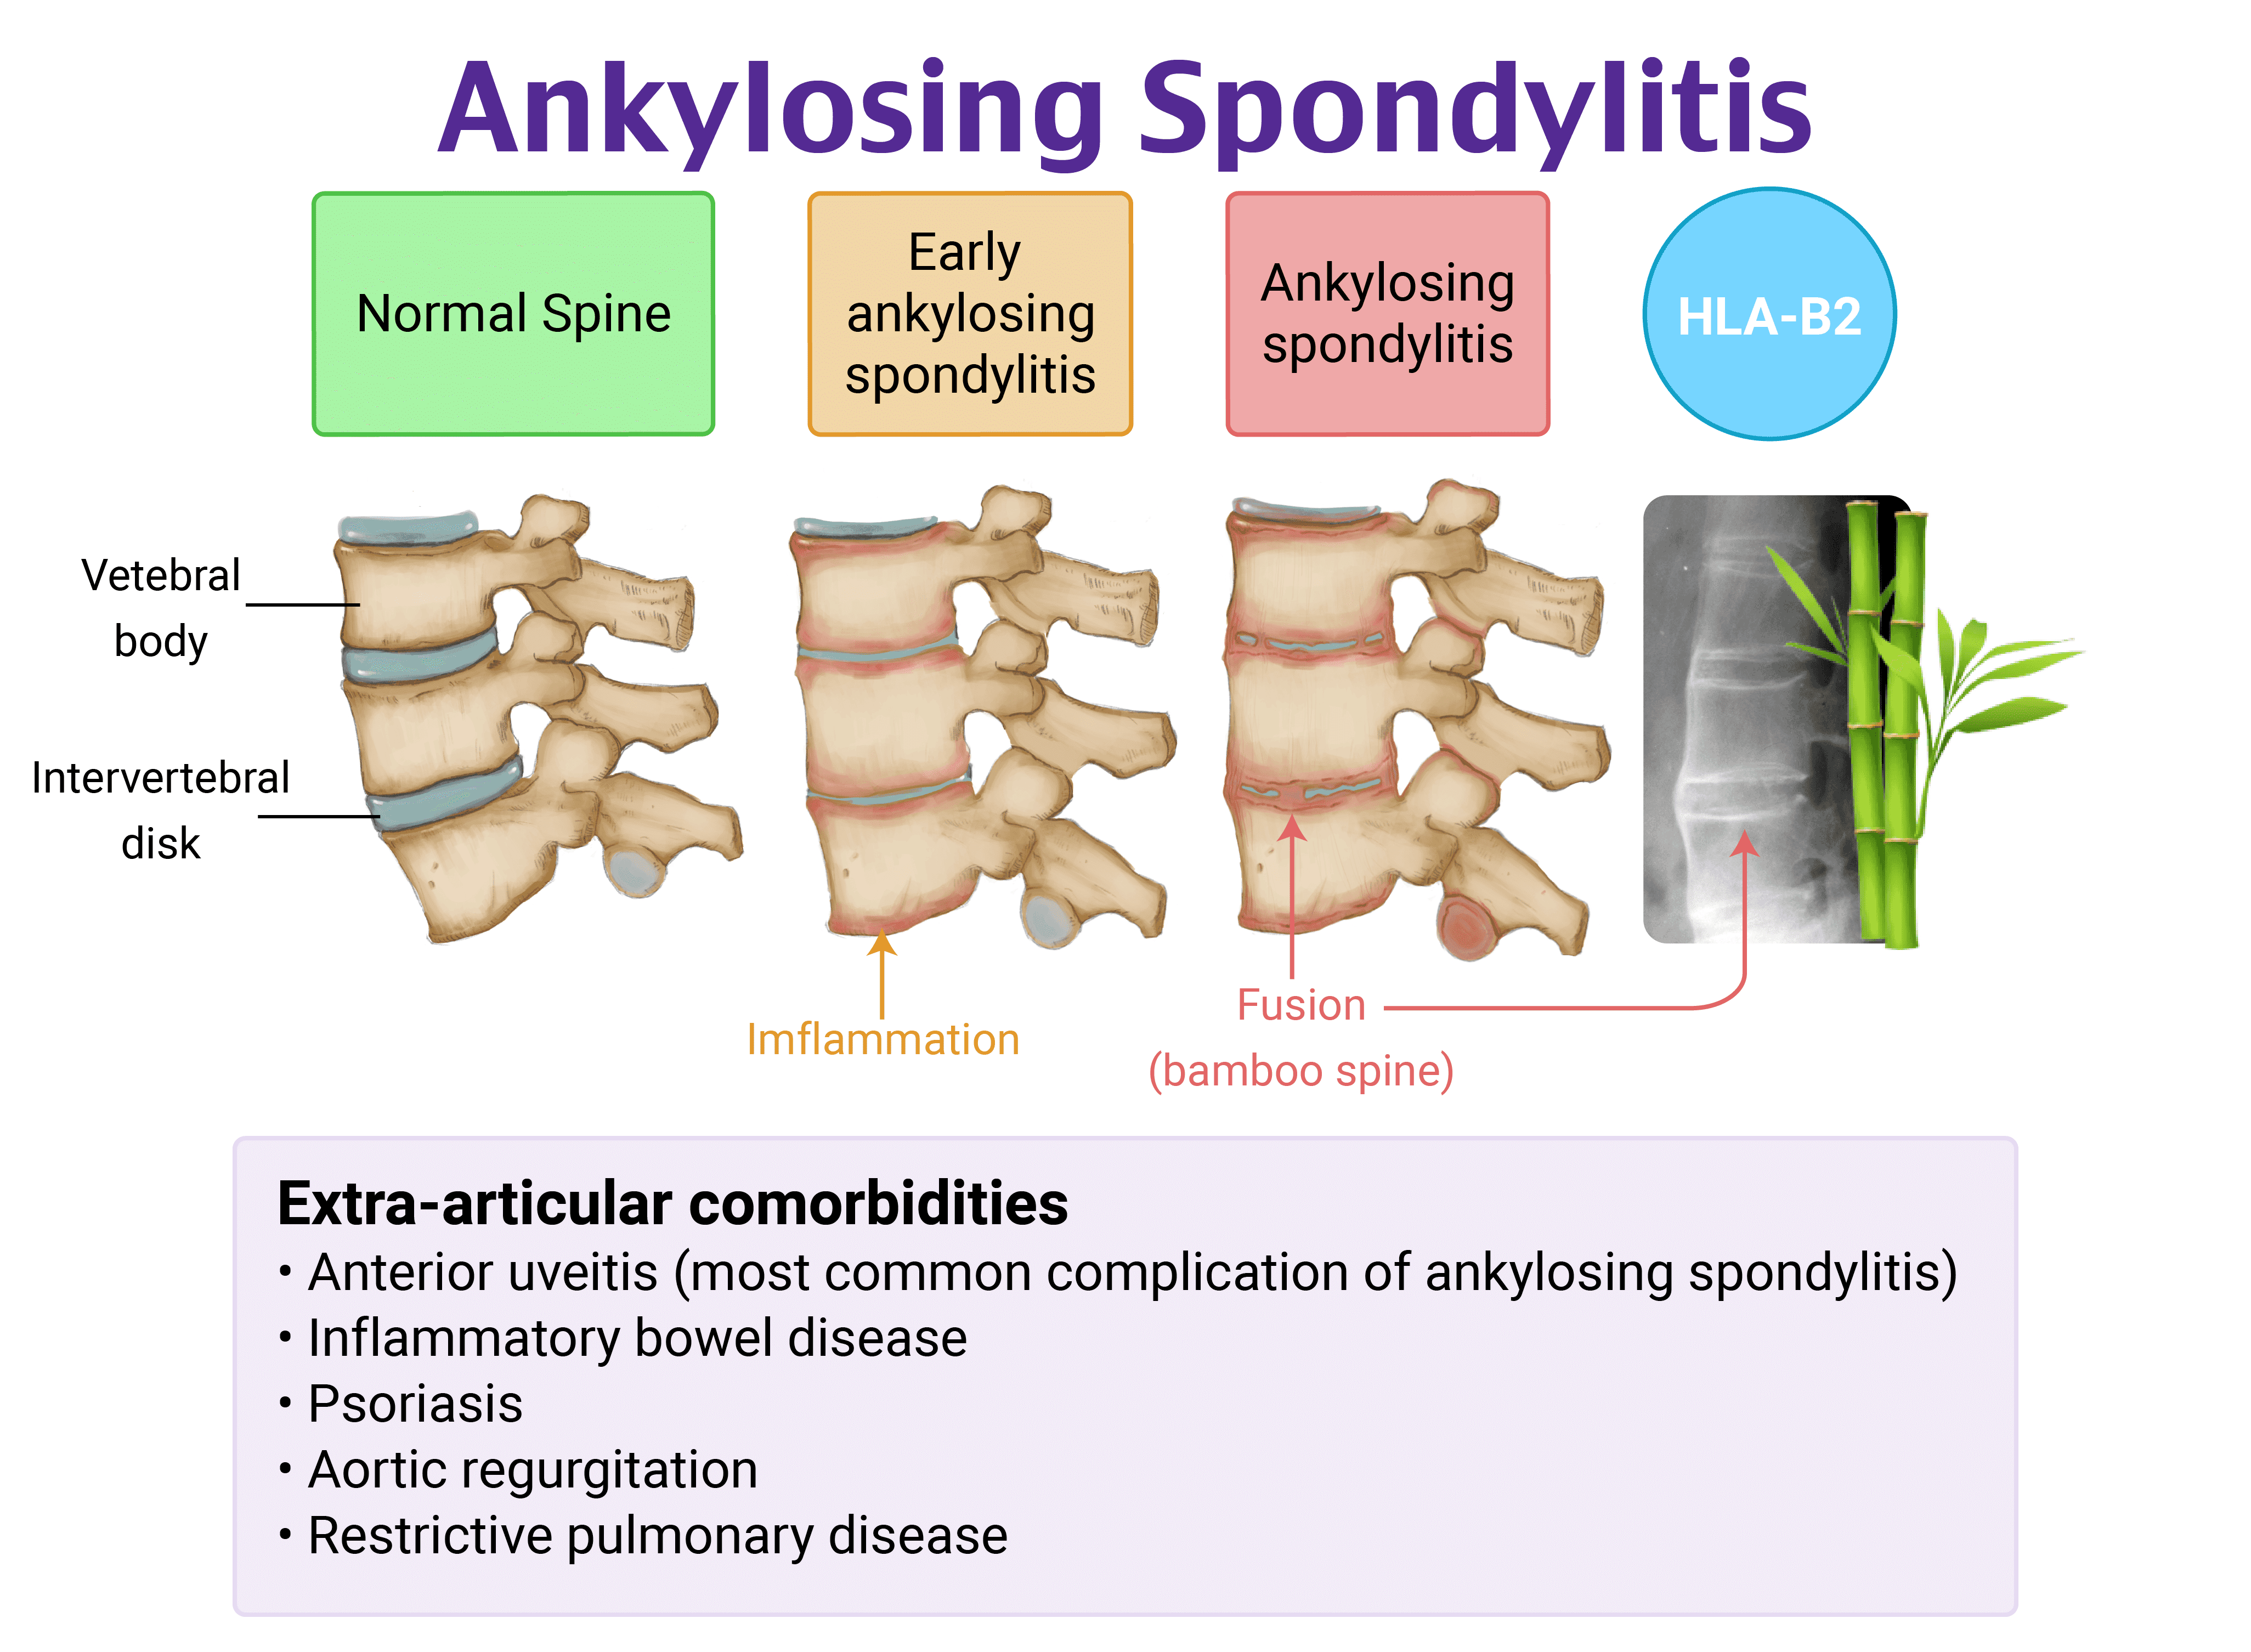 Ankylosing Spondylitis
Normal Spine
Early
ankylosing
spondylitis
Ankylosing
spondylitis
HLA-B2
Vetebral
body
Intervertebral
disk
Imflammation
Fusion
(bamboo spine)
Extra-articular comorbidities
• Anterior uveitis (most common complication of ankylosing spondylitis)
• Inflammatory bowel disease
• Psoriasis
• Aortic regurgitation
• Restrictive pulmonary disease